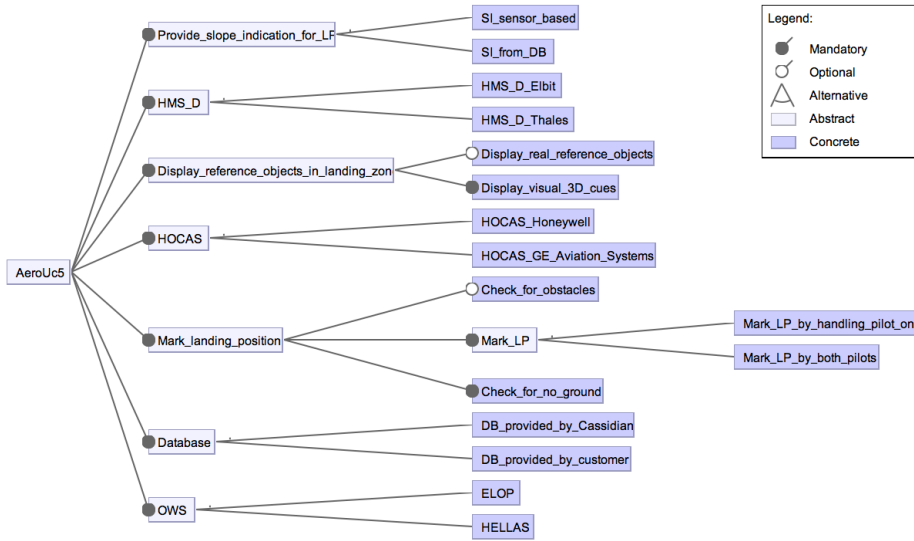 SI_sensor_based
Provide_slope_indication_for_LP
SI_from_DB
HMS_D_Elbit
HMS_D
HMS_D_Thales
Display_real_reference_objects
Display_reference_objects_in_landing_zon
Display_visual_3D_cues
HOCAS_Honeywell
HOCAS
HOCAS_GE_Aviation_Systems
AeroUc5
Check_for_obstacles
Mark_LP_by_handling_pilot_on
Mark_landing_position
Mark_LP
Mark_LP_by_both_pilots
Check_for_no_ground
DB_provided_by_Cassidian
Database
DB_provided_by_customer
ELOP
OWS
HELLAS
Legend:
Mandatory
Optional
Alternative
Abstract
Concrete